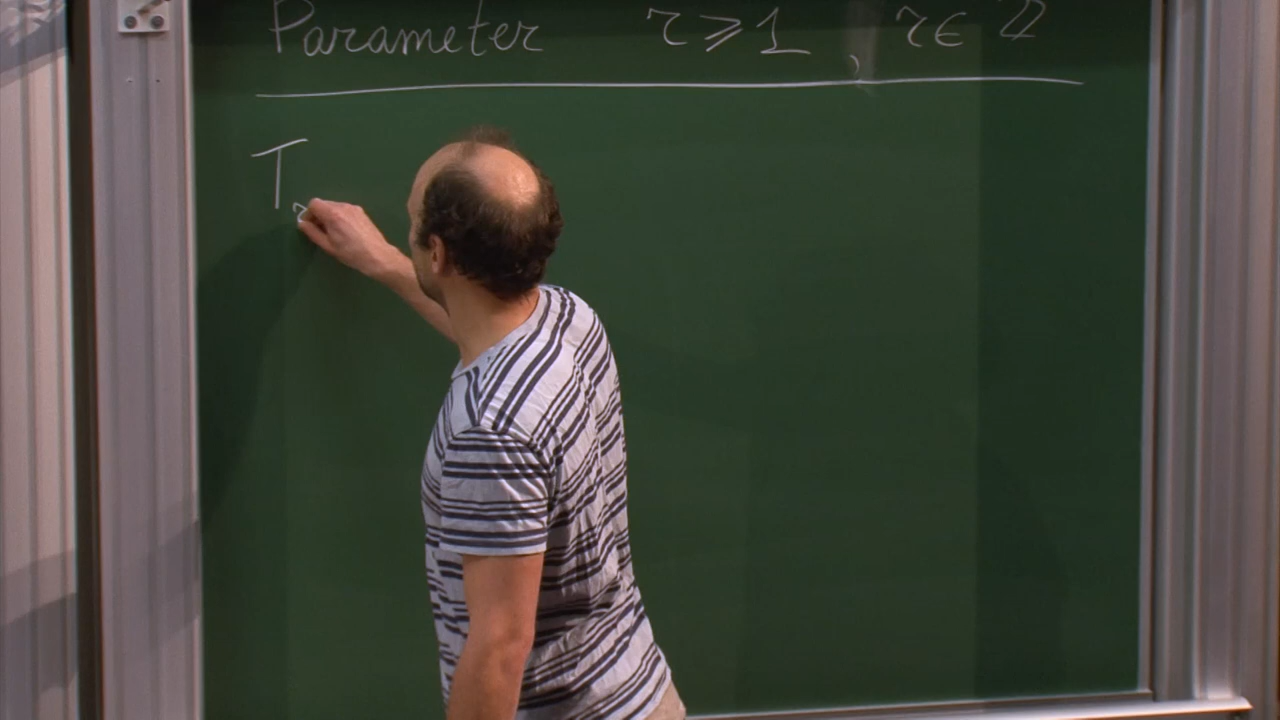 Parameter r ⩾ 1, r ∈ ℤ
T